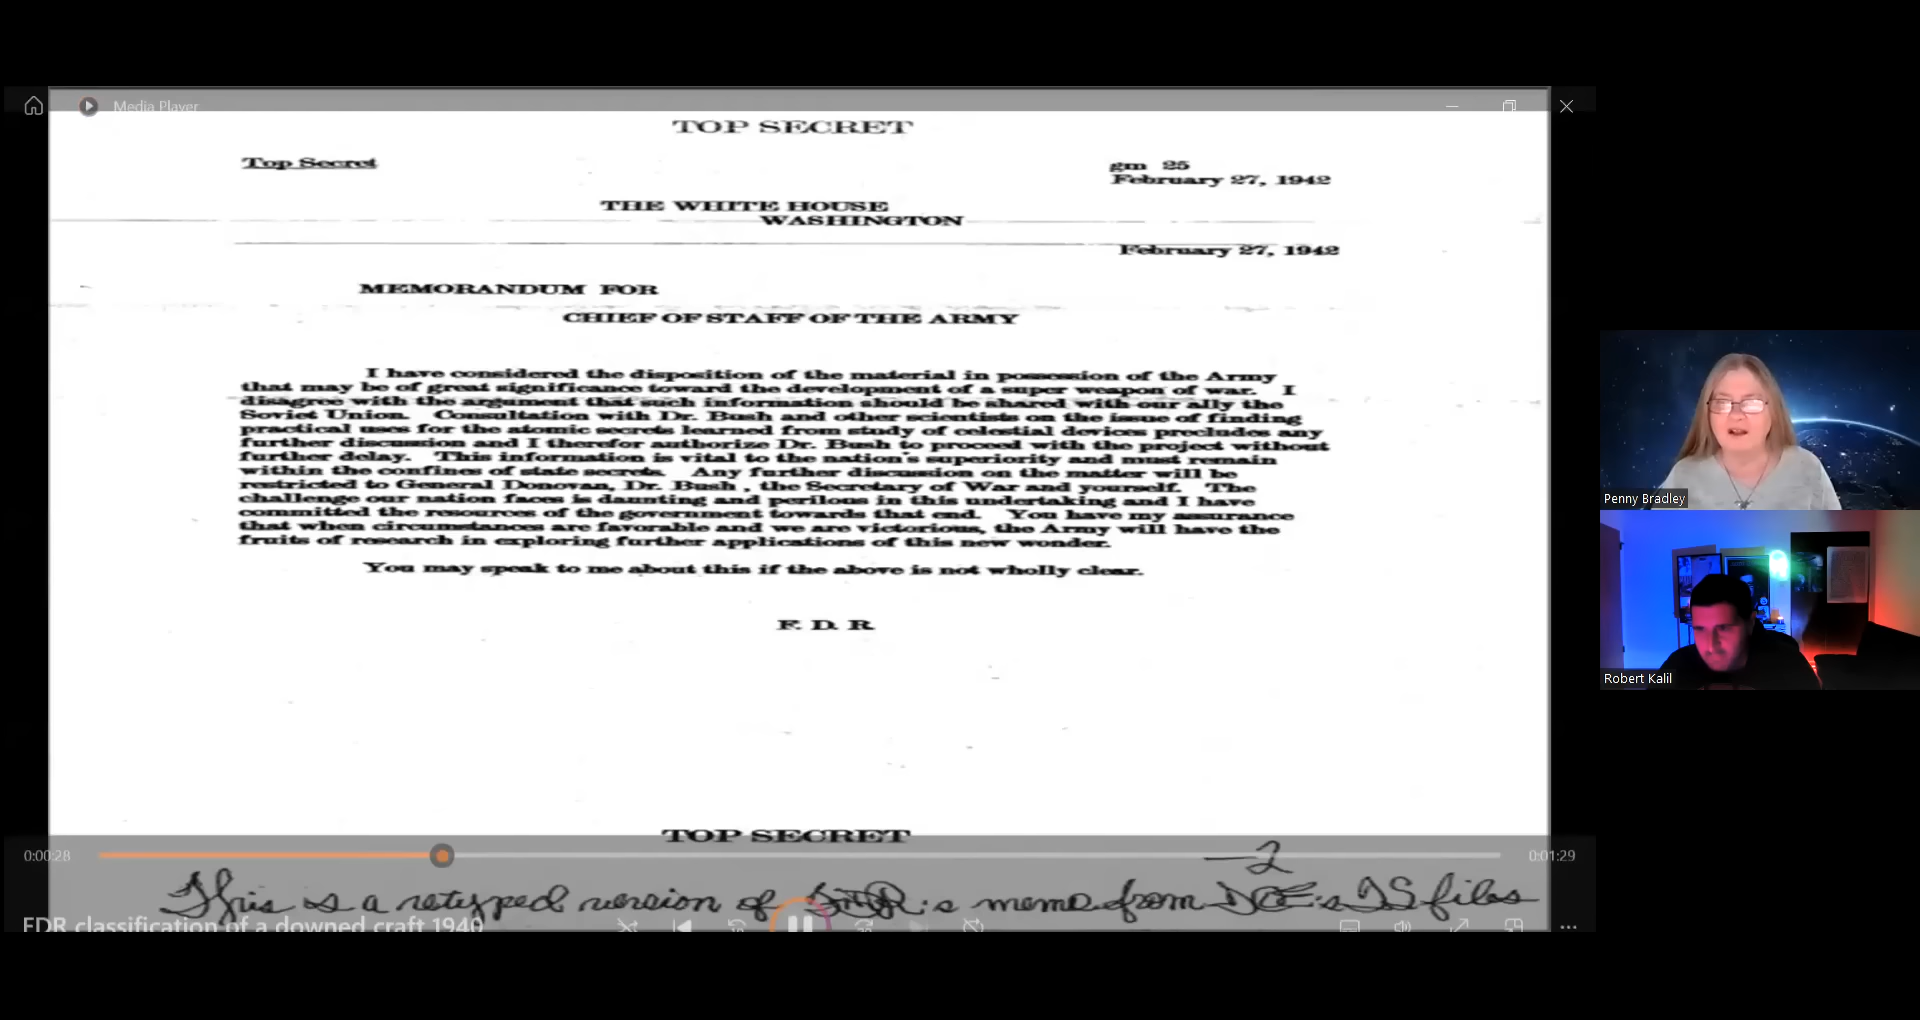 Media Player
TOP SECRET
Top Secret
gm 25
February 27, 1942
THE WHITE HOUSE
WASHINGTON
February 27, 1942
MEMORANDUM FOR
CHIEF OF STAFF OF THE ARMY
I have considered the disposition of the material in possession of the Army
that may be of great significance toward the development of a super weapon of war. I
disagree with the argument that such information should be shared with our ally the
Soviet Union. Consultation with Dr. Bush and other scientists on the issue of finding
practical uses for the atomic secrets learned from study of celestial devices precludes any
further discussion and I therefor authorize Dr. Bush to proceed with the project without
further delay. This information is vital to the nation's superiority and must remain
within the confines of state secrets. Any further discussion on the matter will be
restricted to General Donovan, Dr. Bush, the Secretary of War and yourself. The
challenge our nation faces is daunting and perilous in this undertaking and I have
committed the resources of the government towards that end. You have my assurance
that when circumstances are favorable and we are victorious, the Army will have the
fruits of research in exploring further applications of this new wonder.
You may speak to me about this if the above is not wholly clear.
F. D. R.
TOP SECRET
0:00:28
0:01:29
-2
This is a retyped version of memo from files
FDR classification of a downed craft 1940
Penny Bradley
Robert Kalil